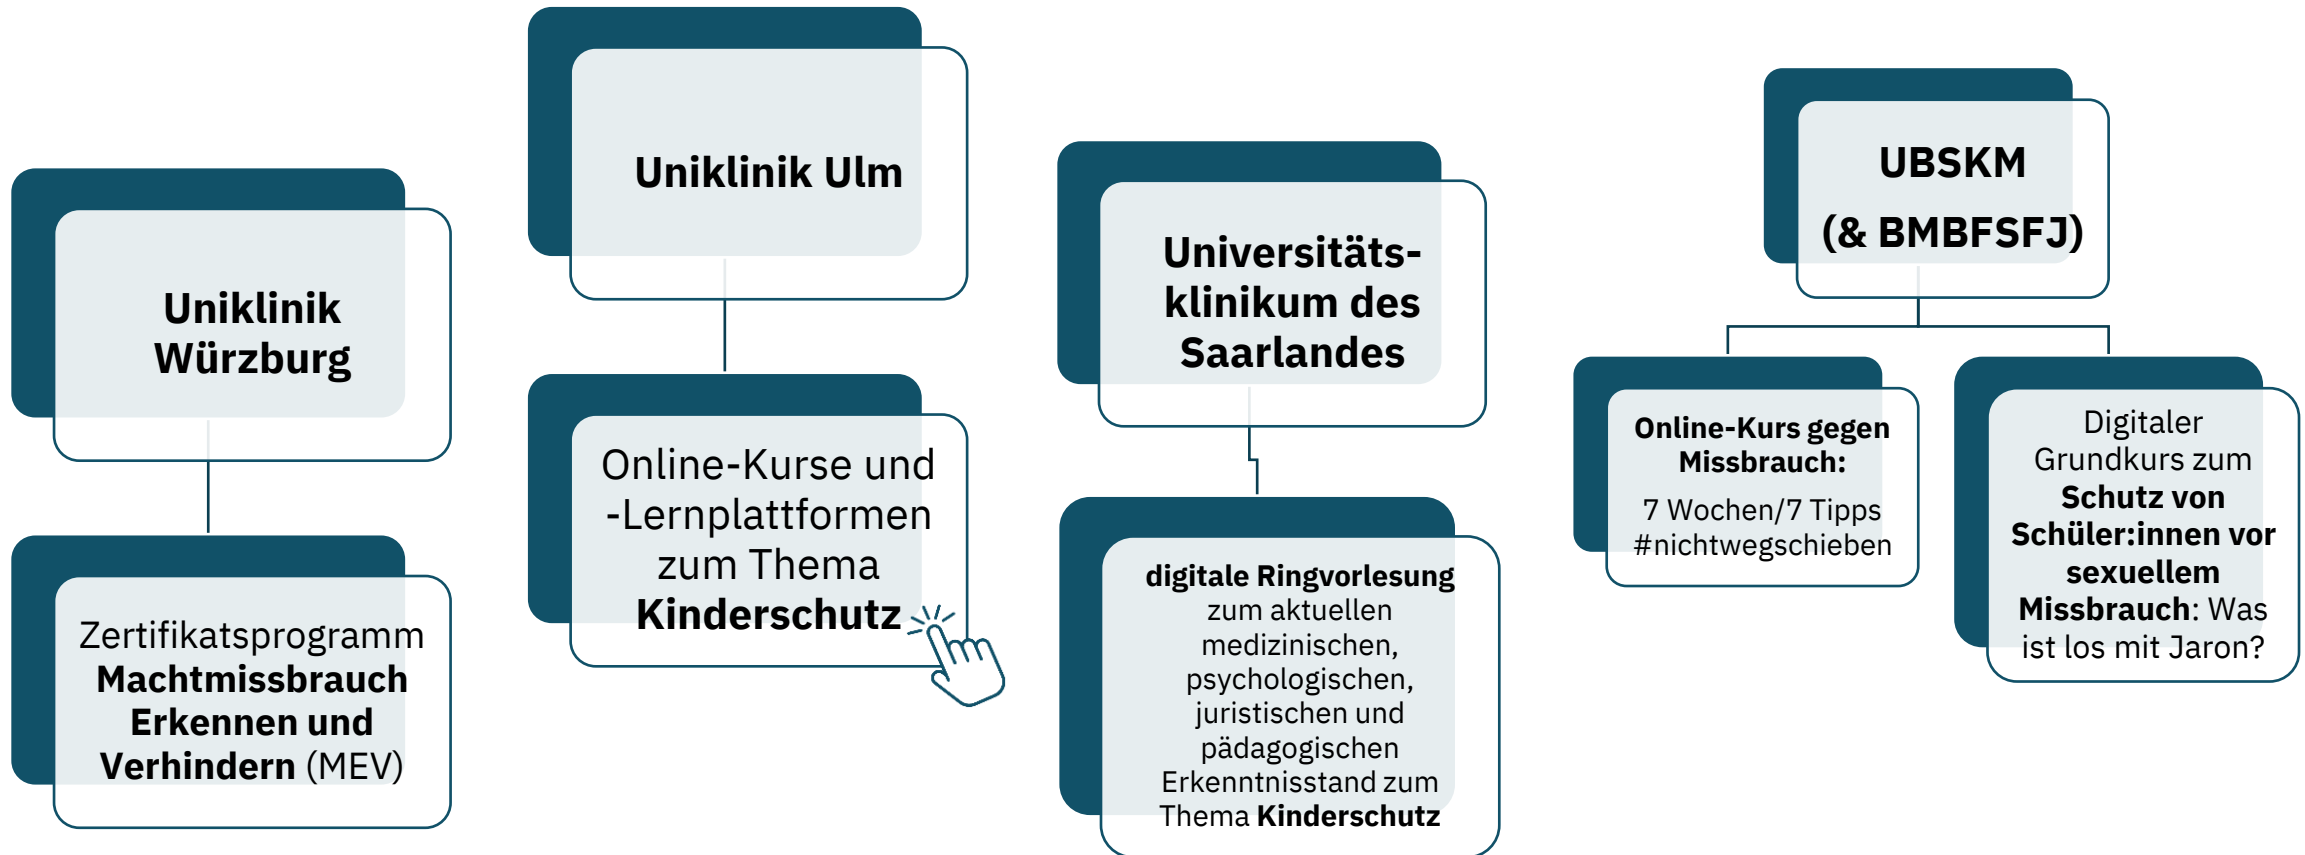 Uniklinik
Würzburg
Zertifikatsprogramm
Machtmissbrauch
Erkennen und
Verhindern (MEV)
Uniklinik Ulm
Online-Kurse und
-Lernplattformen
zum Thema
Kinderschutz
Universitäts-
klinikum des
Saarlandes
digitale Ringvorlesung
zum aktuellen
medizinischen,
psychologischen,
juristischen und
pädagogischen
Erkenntnisstand zum
Thema Kinderschutz
UBSKM
(& BMBFSFJ)
Online-Kurs gegen
Missbrauch:
7 Wochen/7 Tipps
#nichtwegschieben
Digitaler
Grundkurs zum
Schutz von
Schüler:innen vor
sexuellem
Missbrauch: Was
ist los mit Jaron?